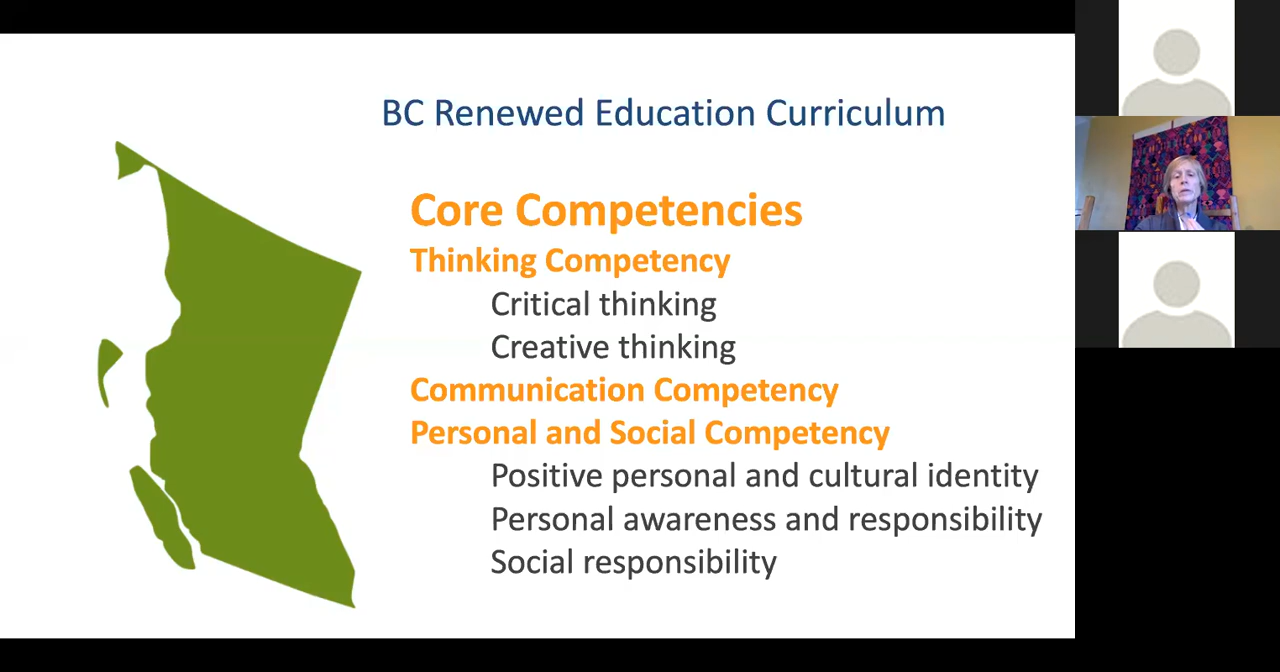 BC Renewed Education Curriculum
Core Competencies
Thinking Competency
Critical thinking
Creative thinking
Communication Competency
Personal and Social Competency
Positive personal and cultural identity
Personal awareness and responsibility
Social responsibility